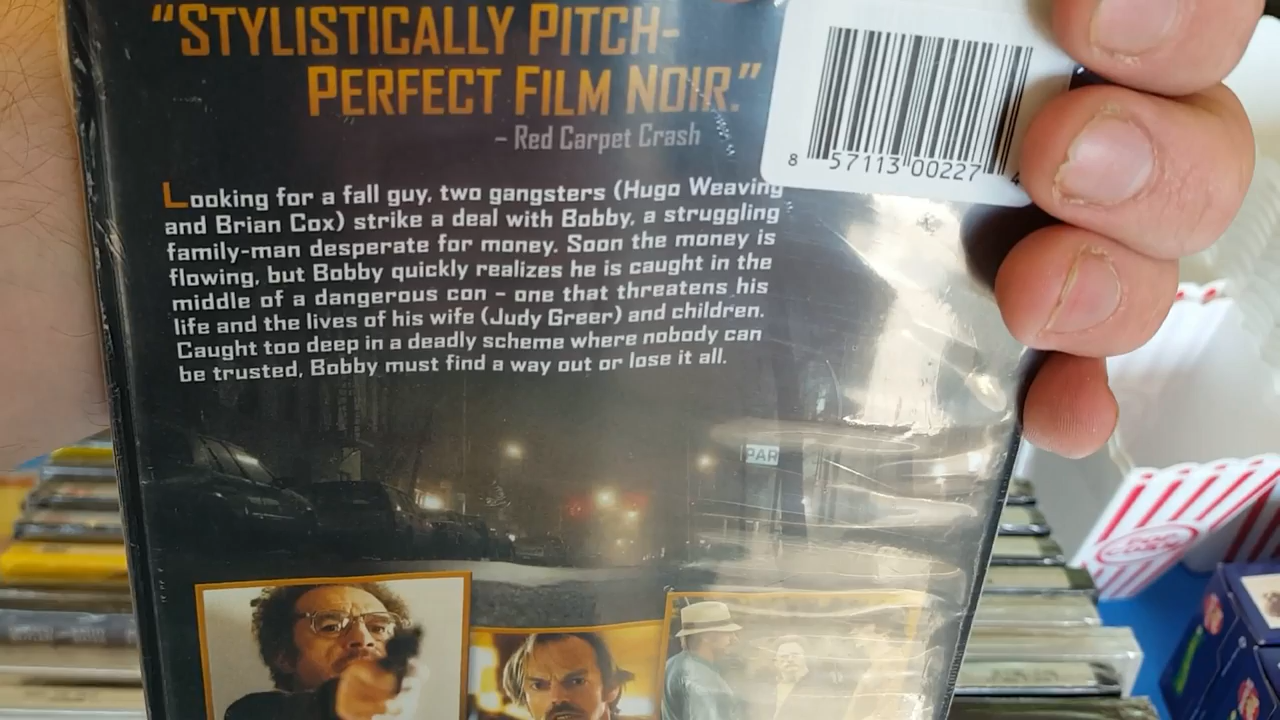 "STYLISTICALLY PITCH-
PERFECT FILM NOIR."
– Red Carpet Crash
8 57113 00227 4
Looking for a fall guy, two gangsters (Hugo Weaving
and Brian Cox) strike a deal with Bobby, a struggling
family-man desperate for money. Soon the money is
flowing, but Bobby quickly realizes he is caught in the
middle of a dangerous con – one that threatens his
life and the lives of his wife (Judy Greer) and children.
Caught too deep in a deadly scheme where nobody can
be trusted, Bobby must find a way out or lose it all.
PAR